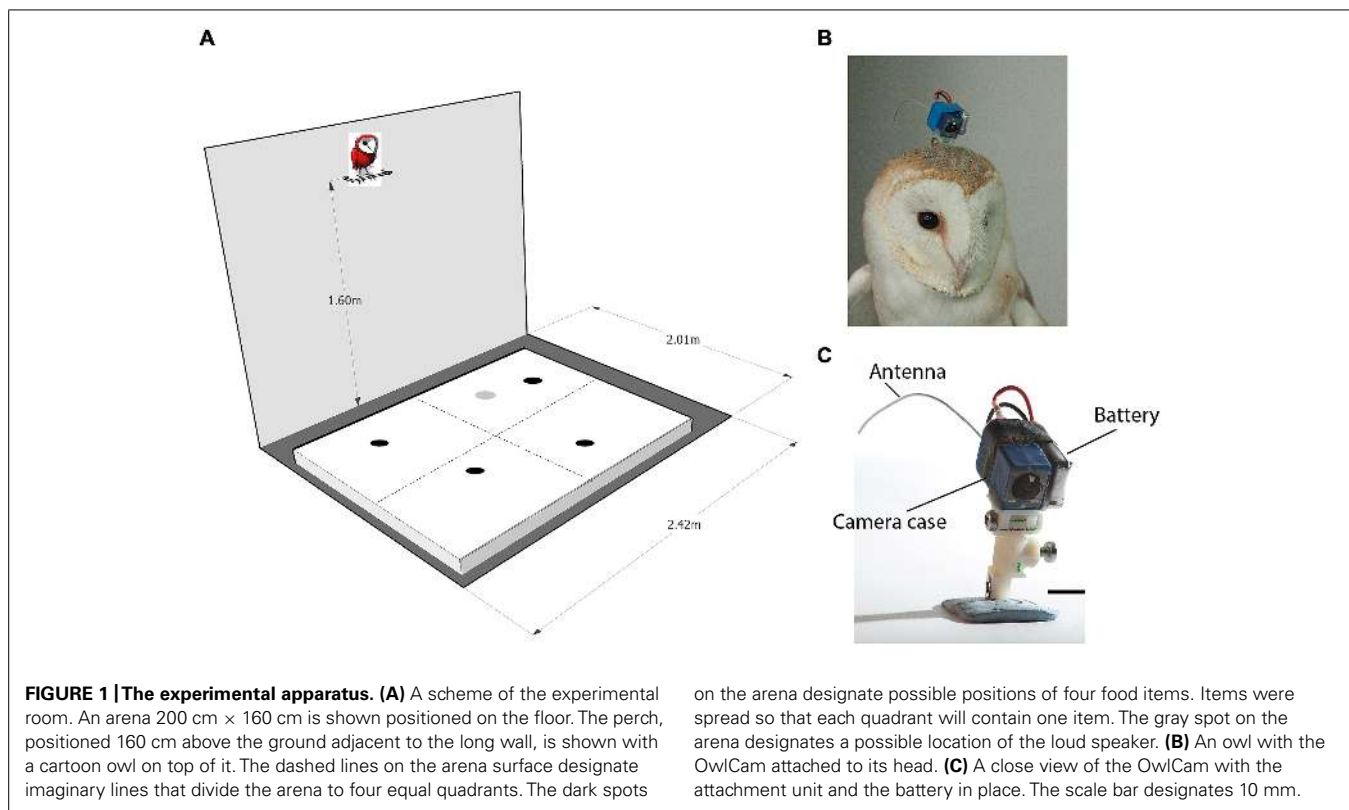 A
1.60m
2.01m
2.42m
B
C
Antenna
Battery
Camera case
FIGURE 1 | The experimental apparatus. (A) A scheme of the experimental
room. An arena 200 cm × 160 cm is shown positioned on the floor. The perch,
positioned 160 cm above the ground adjacent to the long wall, is shown with
a cartoon owl on top of it. The dashed lines on the arena surface designate
imaginary lines that divide the arena to four equal quadrants. The dark spots
on the arena designate possible positions of four food items. Items were
spread so that each quadrant will contain one item. The gray spot on the
arena designates a possible location of the loud speaker. (B) An owl with the
OwlCam attached to its head. (C) A close view of the OwlCam with the
attachment unit and the battery in place. The scale bar designates 10 mm.